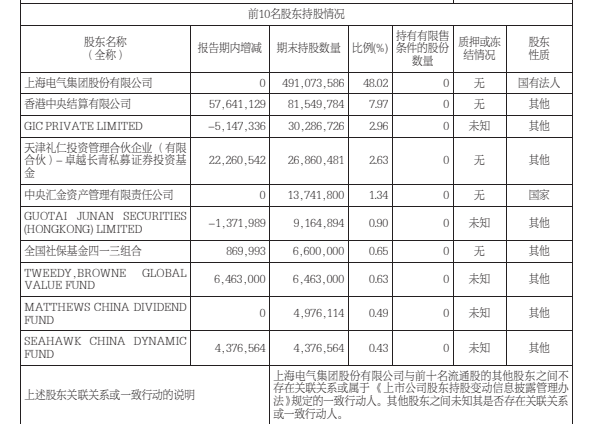 前10名股东持股情况
股东名称
（全称）
报告期内增减
期末持股数量
比例(%)
持有有限售
条件的股份
数量
质押或冻
结情况
股东
性质
上海电气集团股份有限公司 0 491,073,586 48.02 0 无 国有法人
香港中央结算有限公司 57,641,129 81,549,784 7.97 0 无 其他
GIC PRIVATE LIMITED −5,147,336 30,286,726 2.96 0 未知 其他
天津礼仁投资管理合伙企业（有限
合伙）－卓越长青私募证券投资基
金
22,260,542 26,860,481 2.63 0 无 其他
中央汇金资产管理有限责任公司 0 13,741,800 1.34 0 无 国家
GUOTAI JUNAN SECURITIES
(HONGKONG) LIMITED
−1,371,989 9,164,894 0.90 0 未知 其他
全国社保基金四一三组合 869,993 6,600,000 0.65 0 无 其他
TWEEDY,BROWNE GLOBAL
VALUE FUND
6,463,000 6,463,000 0.63 0 未知 其他
MATTHEWS CHINA DIVIDEND
FUND
0 4,976,114 0.49 0 未知 其他
SEAHAWK CHINA DYNAMIC
FUND
4,376,564 4,376,564 0.43 0 未知 其他
上述股东关联关系或一致行动的说明
上海电气集团股份有限公司与前十名流通股的其他股东之间不
存在关联关系或属于《上市公司股东持股变动信息披露管理办
法》规定的一致行动人。其他股东之间未知其是否存在关联关系
或一致行动人。